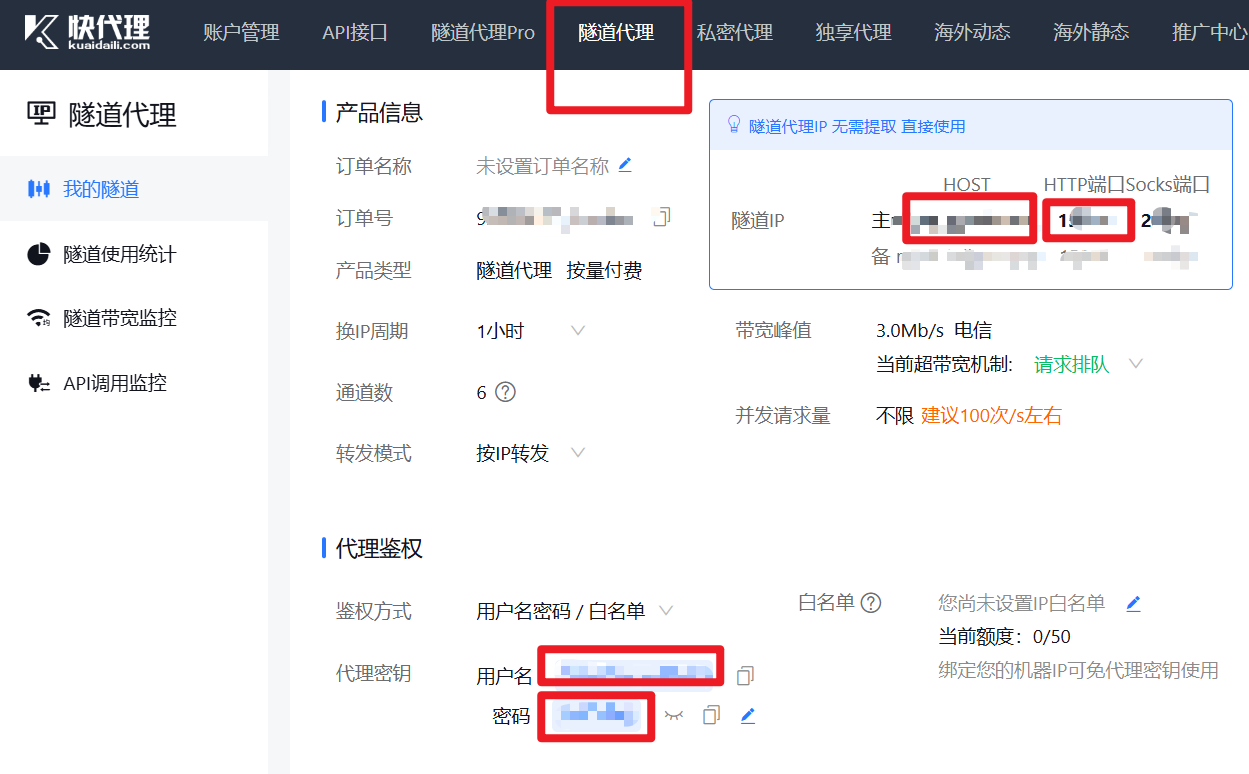 快代理
kuaidaili.com
账户管理 API接口 隧道代理Pro 隧道代理 私密代理 独享代理 海外动态 海外静态 推广中心
IP 隧道代理
我的隧道
隧道使用统计
隧道带宽监控
API调用监控
产品信息
订单名称 未设置订单名称
订单号 9
产品类型 隧道代理 按量付费
换IP周期 1小时
通道数 6
转发模式 按IP转发
隧道代理IP 无需提取 直接使用
HOST HTTP端口 Socks端口
隧道IP 主 15 2
备
带宽峰值 3.0Mb/s 电信
当前超带宽机制: 请求排队
并发请求量 不限 建议100次/s左右
代理鉴权
鉴权方式 用户名密码 / 白名单
代理密钥 用户名
密码
白名单 您尚未设置IP白名单
当前额度：0/50
绑定您的机器IP可免代理密钥使用